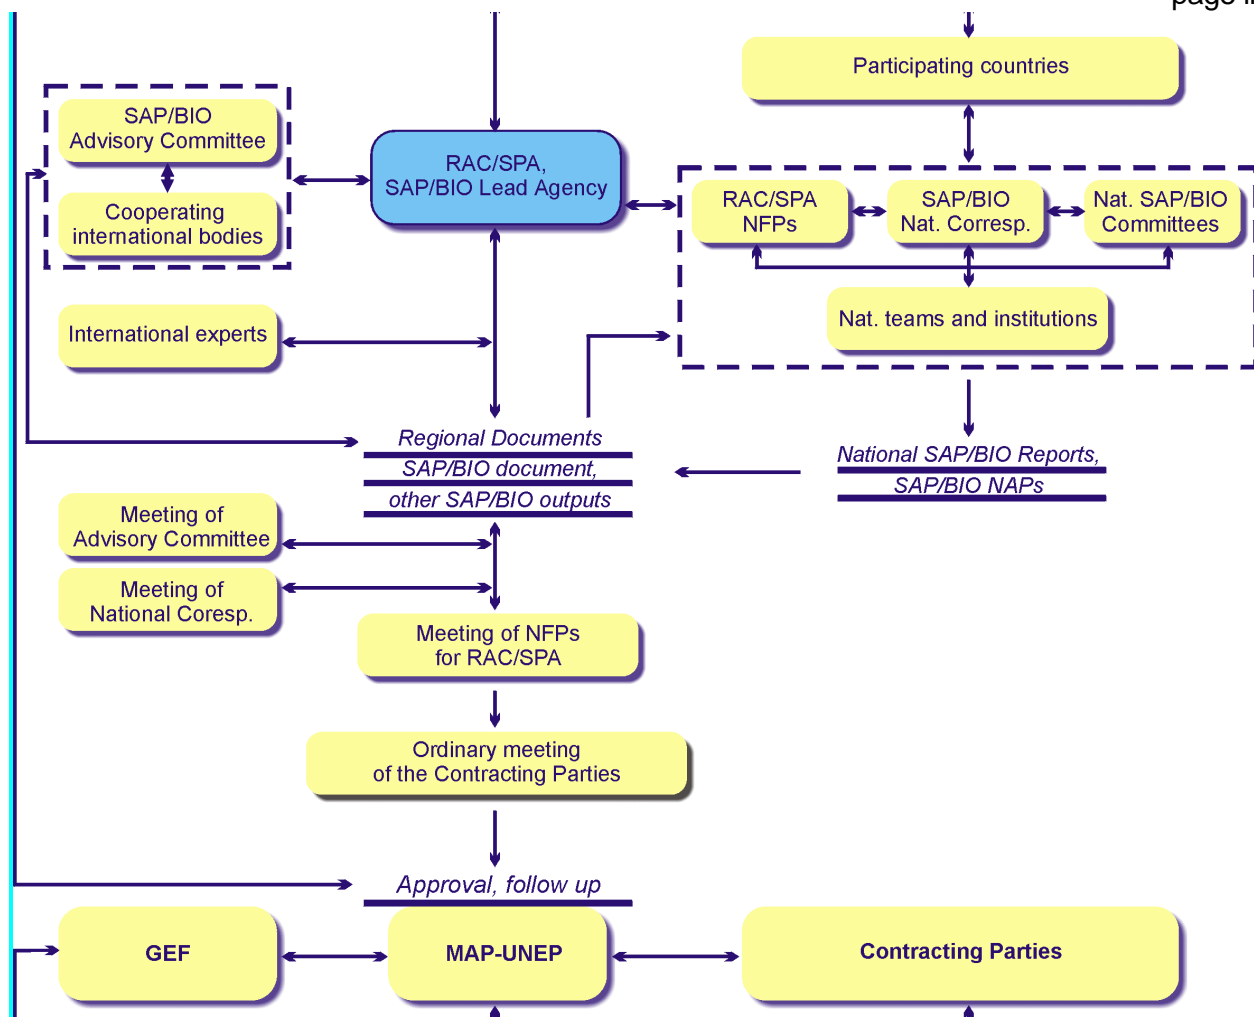 page i
Participating countries
SAP/BIO
Advisory Committee
Cooperating
international bodies
RAC/SPA,
SAP/BIO Lead Agency
RAC/SPA
NFPs
SAP/BIO
Nat. Corresp.
Nat. SAP/BIO
Committees
Nat. teams and institutions
International experts
Regional Documents
SAP/BIO document,
other SAP/BIO outputs
National SAP/BIO Reports,
SAP/BIO NAPs
Meeting of
Advisory Committee
Meeting of
National Coresp.
Meeting of NFPs
for RAC/SPA
Ordinary meeting
of the Contracting Parties
Approval, follow up
GEF
MAP-UNEP
Contracting Parties